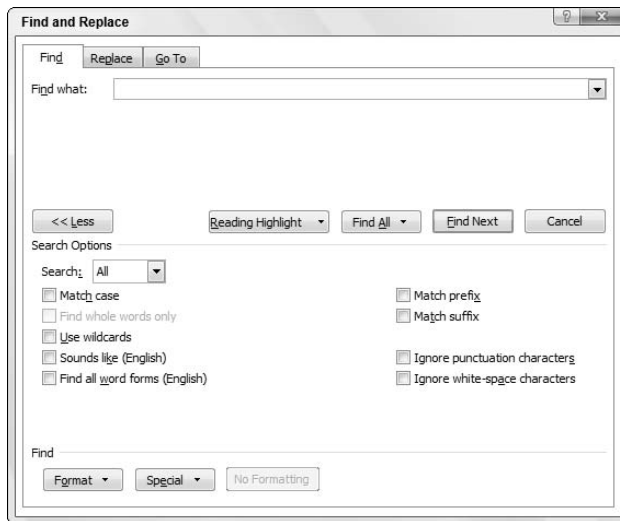 Find and Replace
Find Replace Go To
Find what:
<< Less Reading Highlight Find All Find Next Cancel
Search Options
Search: All
Match case Match prefix
Find whole words only Match suffix
Use wildcards
Sounds like (English) Ignore punctuation characters
Find all word forms (English) Ignore white-space characters
Find
Format Special No Formatting